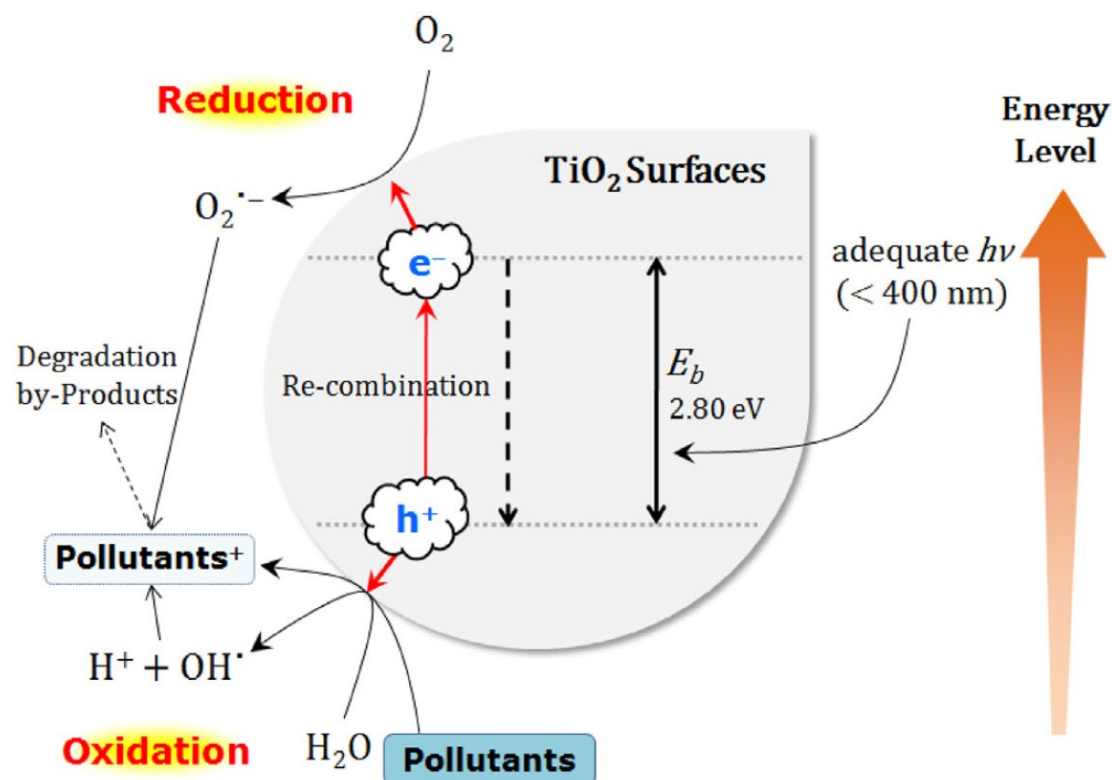 O₂
Reduction
Energy
Level
TiO₂ Surfaces
O₂˙⁻
e⁻
adequate hν
(< 400 nm)
Degradation
by-Products
Re-combination
E_b
2.80 eV
h⁺
Pollutants⁺
H⁺ + OH˙
Oxidation
H₂O
Pollutants